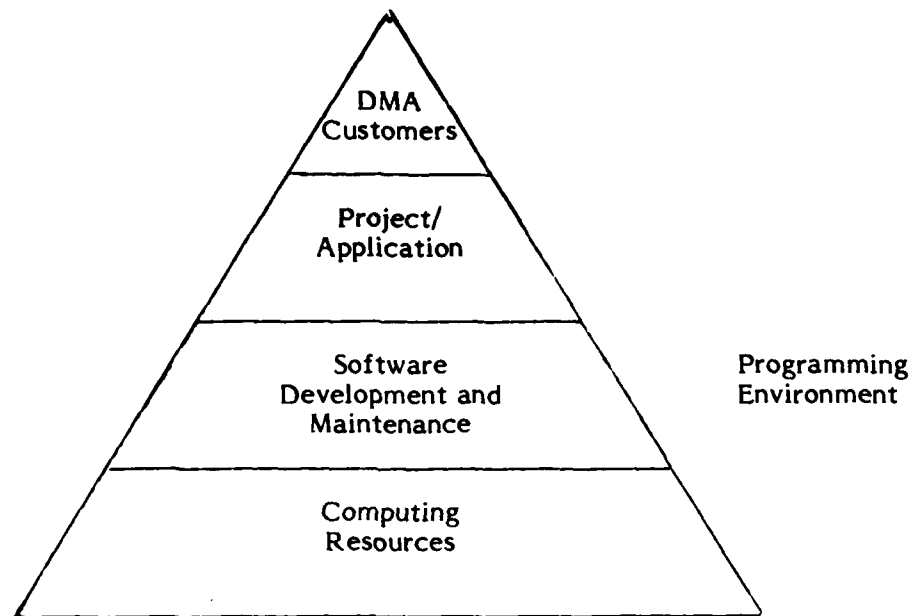 DMA
Customers
Project/
Application
Software
Development and
Maintenance
Programming
Environment
Computing
Resources